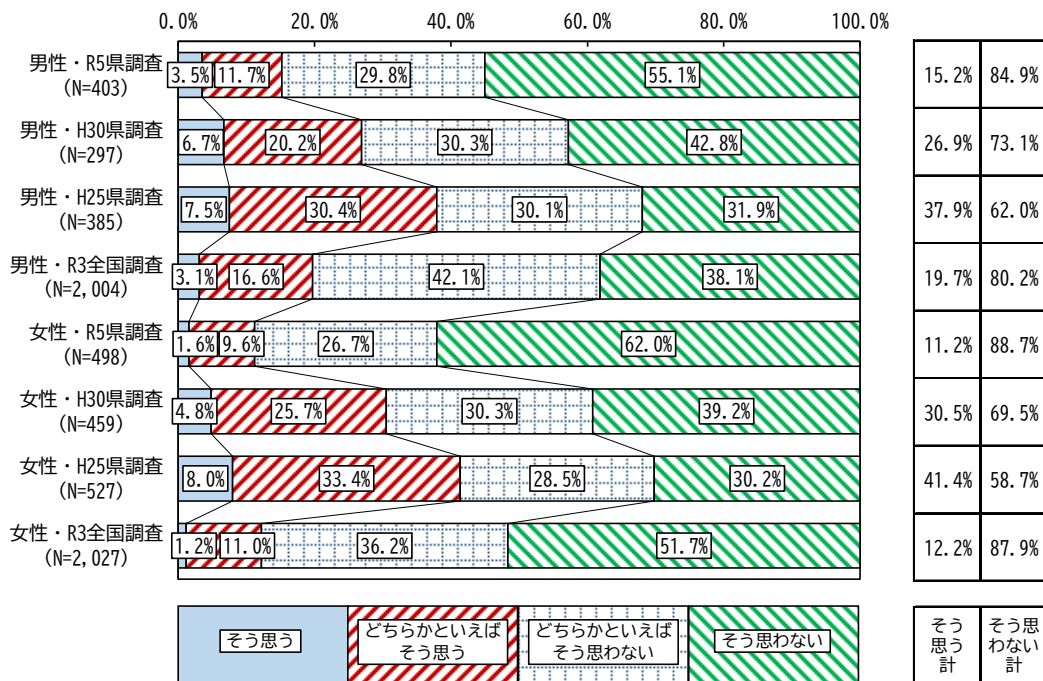 0.0% 20.0% 40.0% 60.0% 80.0% 100.0%
男性・R5県調査
(N=403)
3.5% 11.7% 29.8% 55.1% 15.2% 84.9%
男性・H30県調査
(N=297)
6.7% 20.2% 30.3% 42.8% 26.9% 73.1%
男性・H25県調査
(N=385)
7.5% 30.4% 30.1% 31.9% 37.9% 62.0%
男性・R3全国調査
(N=2,004)
3.1% 16.6% 42.1% 38.1% 19.7% 80.2%
女性・R5県調査
(N=498)
1.6% 9.6% 26.7% 62.0% 11.2% 88.7%
女性・H30県調査
(N=459)
4.8% 25.7% 30.3% 39.2% 30.5% 69.5%
女性・H25県調査
(N=527)
8.0% 33.4% 28.5% 30.2% 41.4% 58.7%
女性・R3全国調査
(N=2,027)
1.2% 11.0% 36.2% 51.7% 12.2% 87.9%
そう思う
どちらかといえば
そう思う
どちらかといえば
そう思わない
そう思わない
そう
思う
計
そう思
わない
計